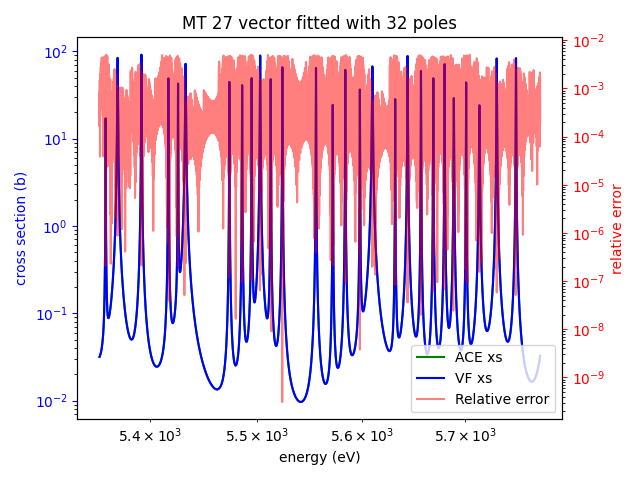 MT 27 vector fitted with 32 poles
10²
10¹
10⁰
10⁻¹
10⁻²
cross section (b)
10⁻²
10⁻³
10⁻⁴
10⁻⁵
10⁻⁶
10⁻⁷
10⁻⁸
10⁻⁹
relative error
ACE xs
VF xs
Relative error
5.4 × 10³ 5.5 × 10³ 5.6 × 10³ 5.7 × 10³
energy (eV)